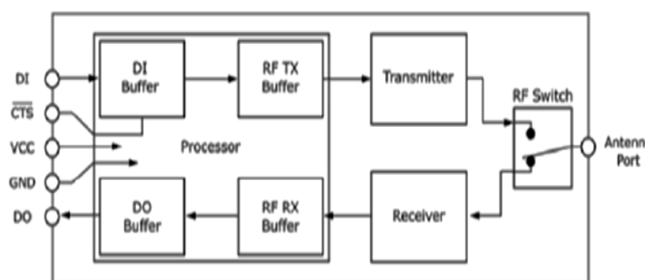 DI
CTS
VCC
GND
DO
DI
Buffer
RF TX
Buffer
Processor
DO
Buffer
RF RX
Buffer
Transmitter
Receiver
RF Switch
Antenn
Port